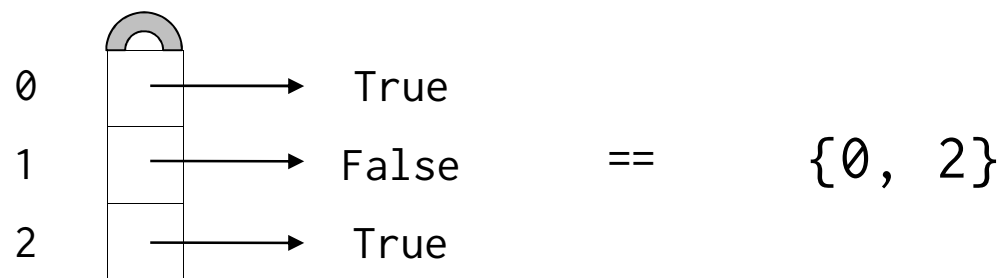 0 True
1 False == {0, 2}
2 True